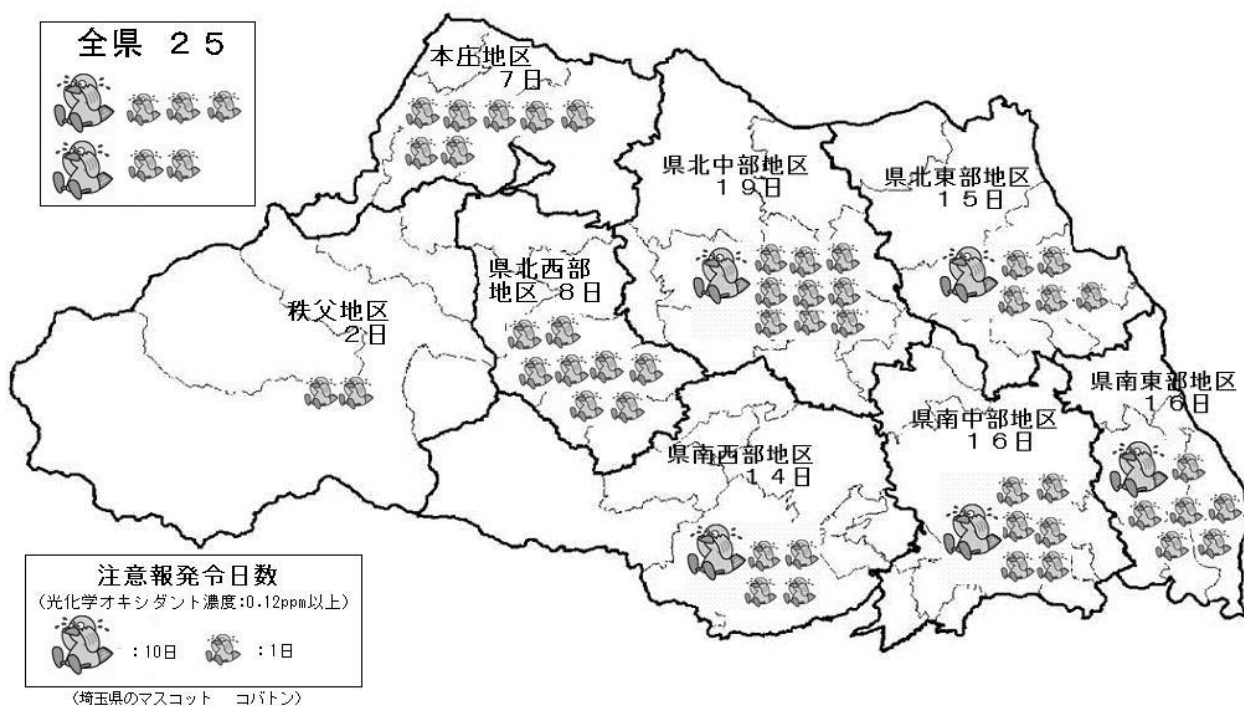 全県 ２５
本庄地区
７日
県北中部地区
１９日
県北東部地区
１５日
県北西部
地区 ８日
秩父地区
２日
県南東部地区
１６日
県南中部地区
１６日
県南西部地区
１４日
注意報発令日数
(光化学オキシダント濃度:0.12ppm以上)
:10日 :1日
(埼玉県のマスコット コバトン)